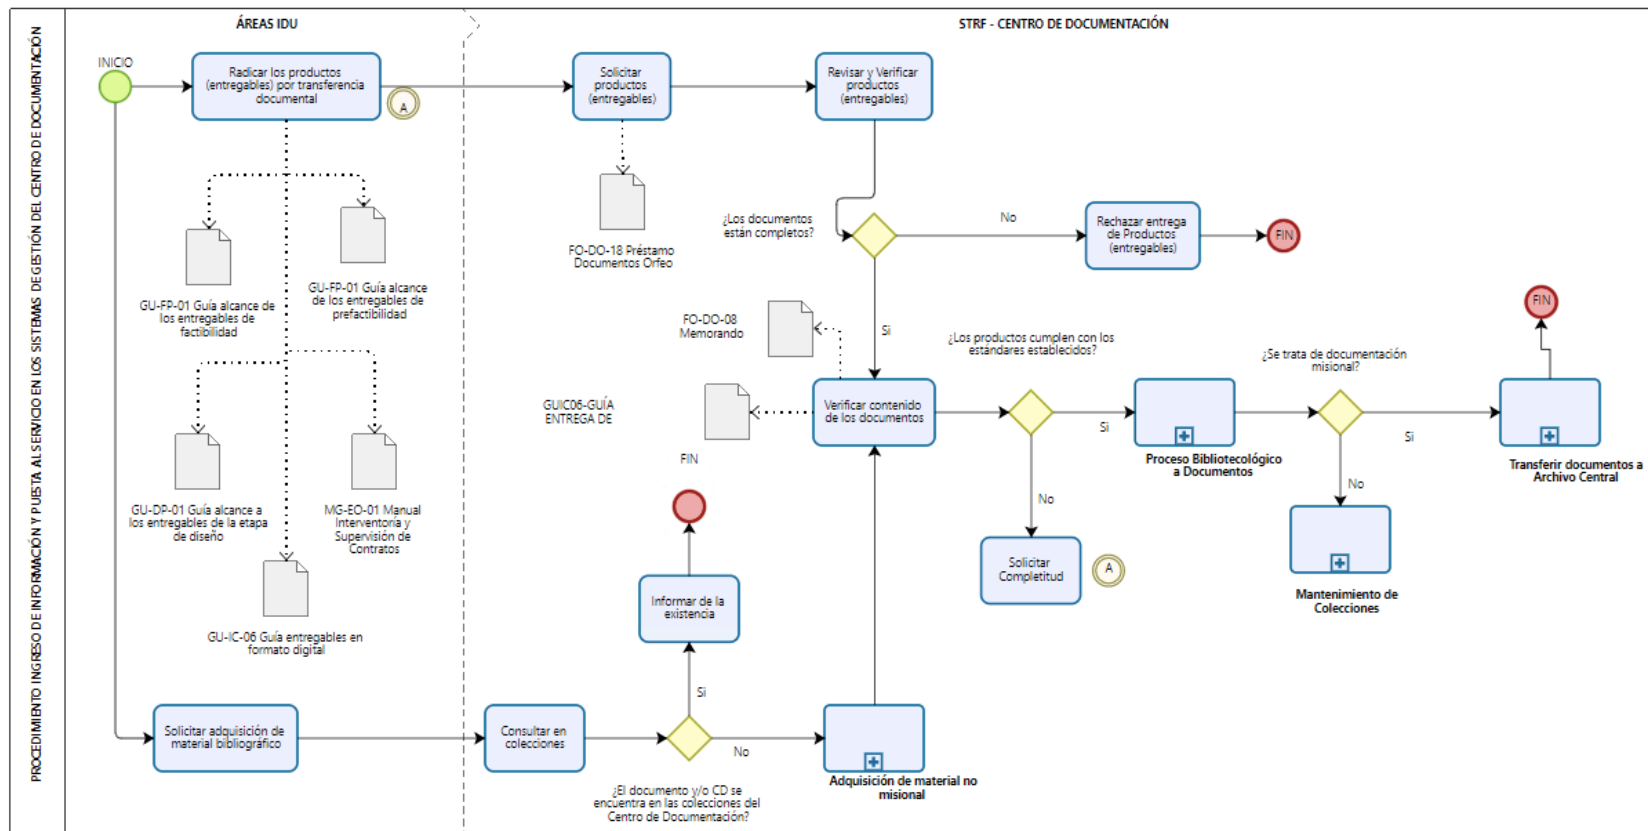 PROCEDIMIENTO INGRESO DE INFORMACIÓN Y PUESTA AL SERVICIO EN LOS SISTEMAS DE GESTIÓN DEL CENTRO DE DOCUMENTACIÓN
ÁREAS IDU
STRF - CENTRO DE DOCUMENTACIÓN
INICIO
Radicar los productos
(entregables) por transferencia
documental
A
Solicitar
productos
(entregables)
Revisar y Verificar
productos
(entregables)
GU-FP-01 Guía alcance de
los entregables de
factibilidad
GU-FP-01 Guía alcance
de los entregables de
prefactibilidad
FO-DO-18 Préstamo
Documentos Orfeo
¿Los documentos
están completos?
No
Rechazar entrega
de Productos
(entregables)
FIN
Si
FO-DO-08
Memorando
GUIC06-GUÍA
ENTREGA DE
Verificar contenido
de los documentos
¿Los productos cumplen con los
estándares establecidos?
Si
No
Solicitar
Completitud
A
Proceso Bibliotecológico
a Documentos
¿Se trata de documentación
misional?
Si
No
FIN
Transferir documentos a
Archivo Central
Mantenimiento de
Colecciones
GU-DP-01 Guía alcance a
los entregables de la etapa
de diseño
MG-EO-01 Manual
Interventoría y
Supervisión de
Contratos
GU-IC-06 Guía entregables en
formato digital
FIN
Informar de la
existencia
Si
Solicitar adquisición de
material bibliográfico
Consultar en
colecciones
No
¿El documento y/o CD se
encuentra en las colecciones del
Centro de Documentación?
Adquisición de material no
misional